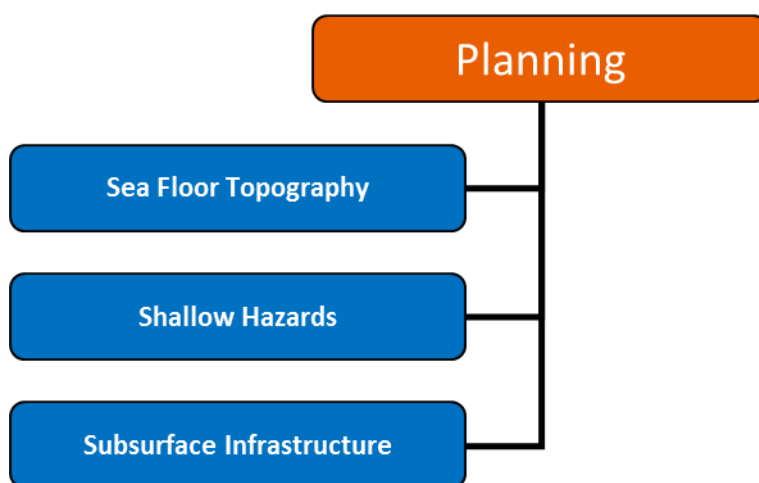 Planning
Sea Floor Topography
Shallow Hazards
Subsurface Infrastructure